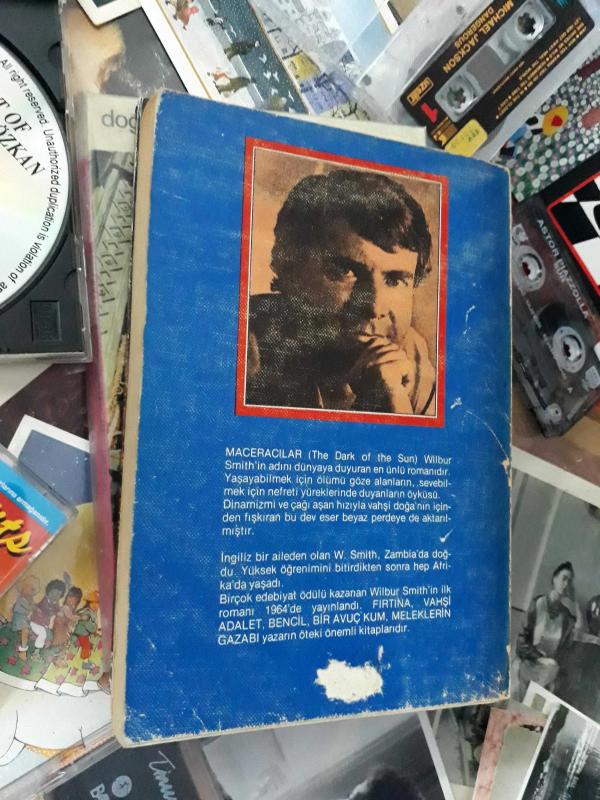 MICHAEL JACKSON
DANGEROUS
1
All right reserved. Unauthorized duplication is violation of
T OF
ÖZKAN
doğ
ASTOR PIAZZOLLA
MACERACILAR (The Dark of the Sun) Wilbur
Smith'in adını dünyaya duyuran en ünlü romanıdır.
Yaşayabilmek için ölümü göze alanların, sevebil-
mek için nefreti yüreklerinde duyanların öyküsü.
Dinamizmi ve çağı aşan hızıyla vahşi doğa'nın için-
den fışkıran bu dev eser beyaz perdeye de aktarıl-
mıştır.
İngiliz bir aileden olan W. Smith, Zambia'da doğ-
du. Yüksek öğrenimini bitirdikten sonra hep Afri-
ka'da yaşadı.
Birçok edebiyat ödülü kazanan Wilbur Smith'in ilk
romanı 1964'de yayınlandı. FIRTINA, VAHŞİ
ADALET, BENCİL, BİR AVUÇ KUM, MELEKLERİN
GAZABI yazarın öteki önemli kitaplarıdır.